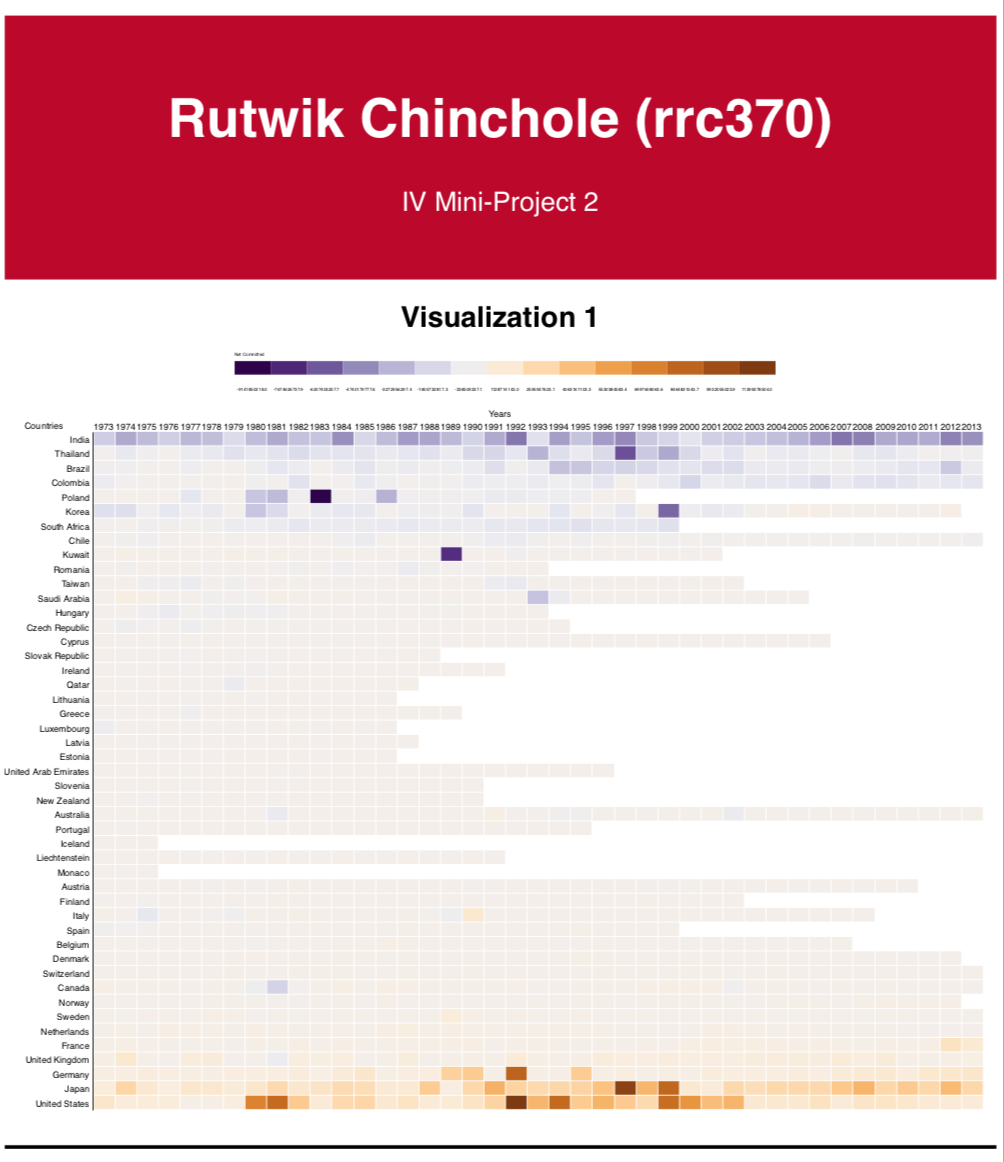 Rutwik Chinchole (rrc370)
IV Mini-Project 2
Visualization 1
Net Committed
Years
Countries 1973 1974 1975 1976 1977 1978 1979 1980 1981 1982 1983 1984 1985 1986 1987 1988 1989 1990 1991 1992 1993 1994 1995 1996 1997 1998 1999 2000 2001 2002 2003 2004 2005 2006 2007 2008 2009 2010 2011 2012 2013
India
Thailand
Brazil
Colombia
Poland
Korea
South Africa
Chile
Kuwait
Romania
Taiwan
Saudi Arabia
Hungary
Czech Republic
Cyprus
Slovak Republic
Ireland
Qatar
Lithuania
Greece
Luxembourg
Latvia
Estonia
United Arab Emirates
Slovenia
New Zealand
Australia
Portugal
Iceland
Liechtenstein
Monaco
Austria
Finland
Italy
Spain
Belgium
Denmark
Switzerland
Canada
Norway
Sweden
Netherlands
France
United Kingdom
Germany
Japan
United States